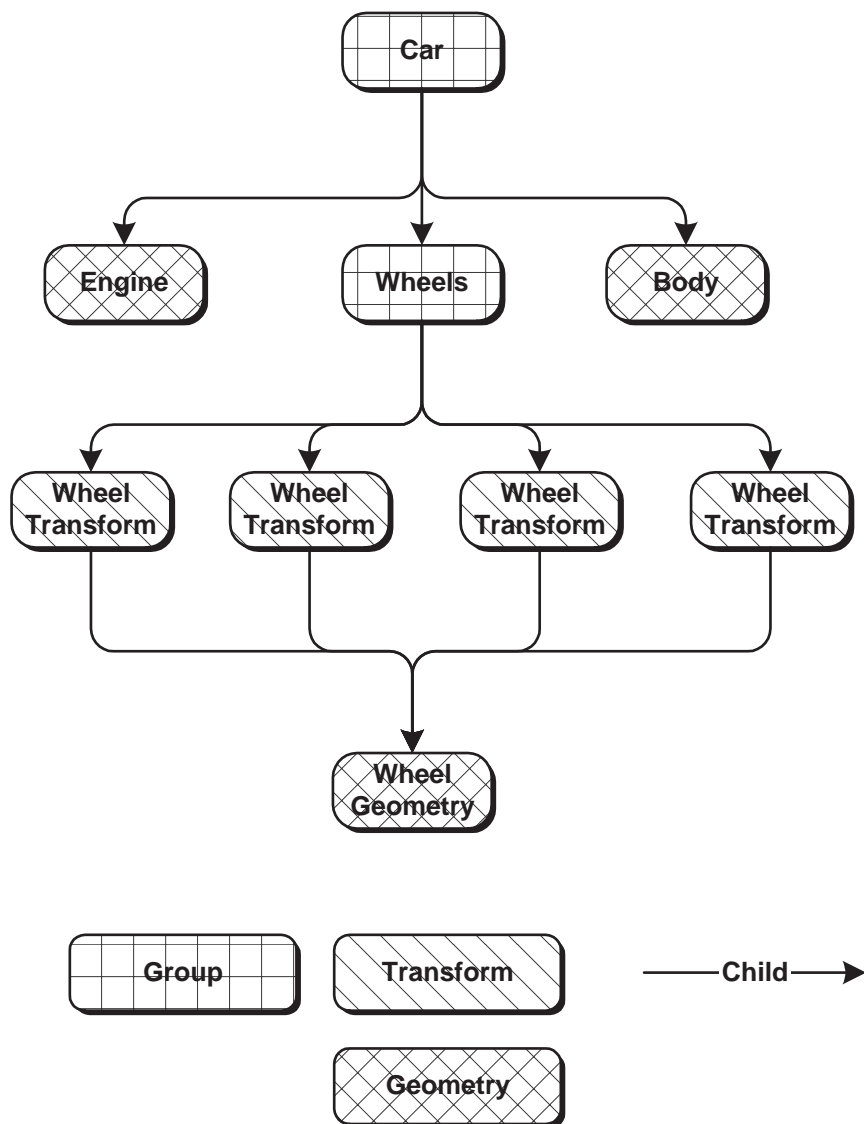 Car
Engine
Wheels
Body
Wheel
Transform
Wheel
Transform
Wheel
Transform
Wheel
Transform
Wheel
Geometry
Group
Transform
Child
Geometry